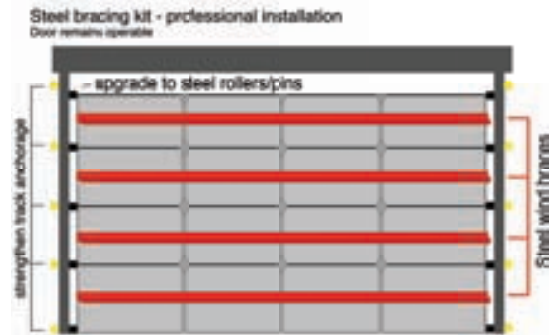 Steel bracing kit - professional installation
Door remains operable
- upgrade to steel rollers/pins
strengthen track anchorage
Steel wind braces